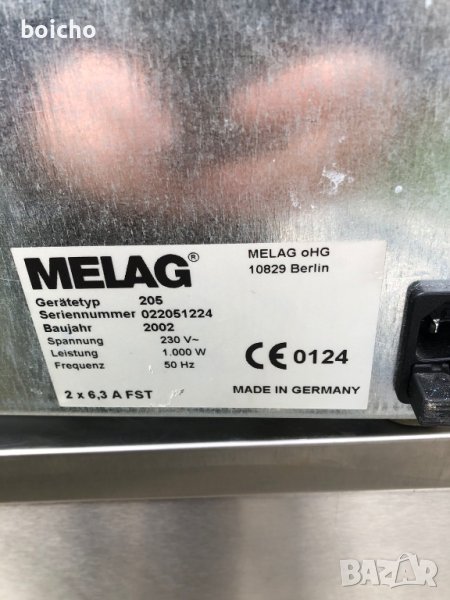 boicho
MELAG®
MELAG oHG
10829 Berlin
Gerätetyp 205
Seriennummer 022051224
Baujahr 2002
Spannung 230 V~
Leistung 1.000 W
Frequenz 50 Hz
CE 0124
2 x 6,3 A FST
MADE IN GERMANY
BAZAR